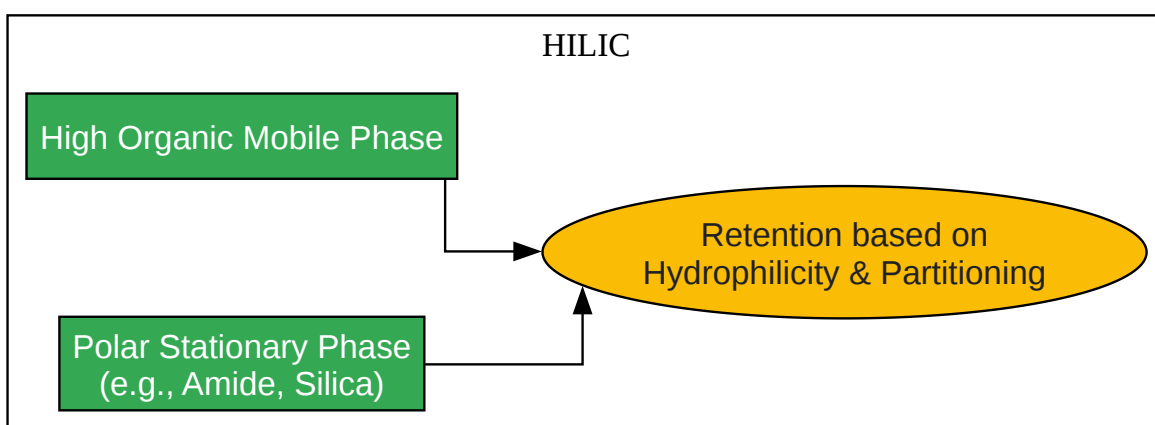 HILIC
High Organic Mobile Phase
Retention based on
Hydrophilicity & Partitioning
Polar Stationary Phase
(e.g., Amide, Silica)